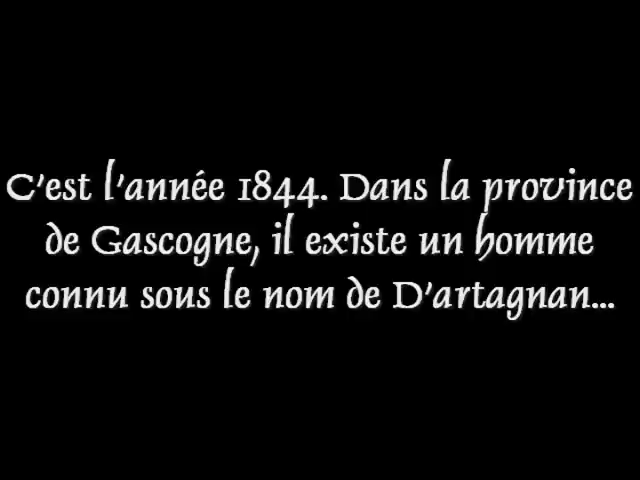 C'est l'année 1844. Dans la province
de Gascogne, il existe un homme
connu sous le nom de D'artagnan...